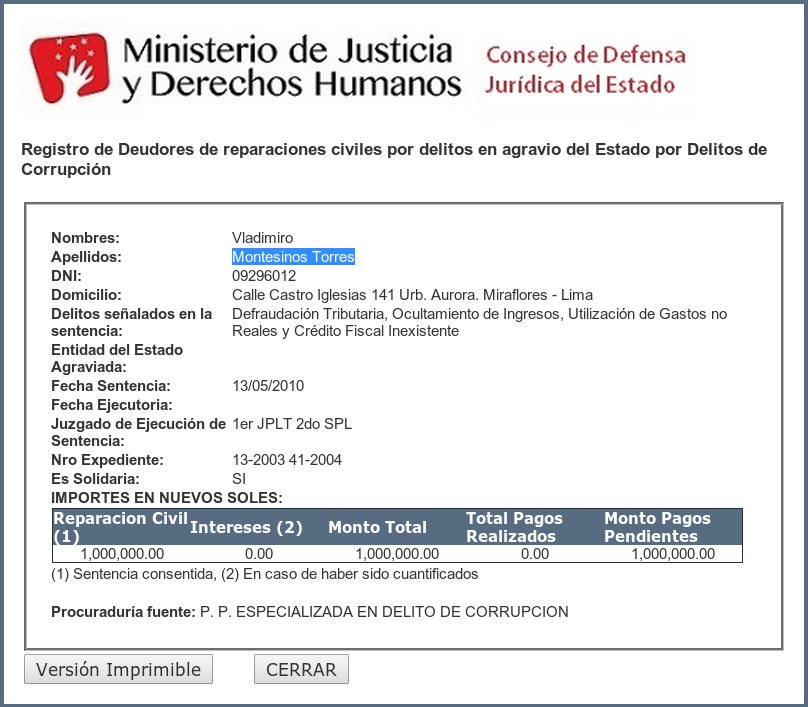 Ministerio de Justicia
y Derechos Humanos
Consejo de Defensa
Jurídica del Estado
Registro de Deudores de reparaciones civiles por delitos en agravio del Estado por Delitos de
Corrupción
Nombres: Vladimiro
Apellidos: Montesinos Torres
DNI: 09296012
Domicilio: Calle Castro Iglesias 141 Urb. Aurora. Miraflores - Lima
Delitos señalados en la Defraudación Tributaria, Ocultamiento de Ingresos, Utilización de Gastos no
sentencia: Reales y Crédito Fiscal Inexistente
Entidad del Estado
Agraviada:
Fecha Sentencia: 13/05/2010
Fecha Ejecutoria:
Juzgado de Ejecución de 1er JPLT 2do SPL
Sentencia:
Nro Expediente: 13-2003 41-2004
Es Solidaria: SI
IMPORTES EN NUEVOS SOLES:
Reparacion Civil (1) Intereses (2) Monto Total Total Pagos Realizados Monto Pagos Pendientes
1,000,000.00 0.00 1,000,000.00 0.00 1,000,000.00
(1) Sentencia consentida, (2) En caso de haber sido cuantificados
Procuraduría fuente: P. P. ESPECIALIZADA EN DELITO DE CORRUPCION
Versión Imprimible CERRAR